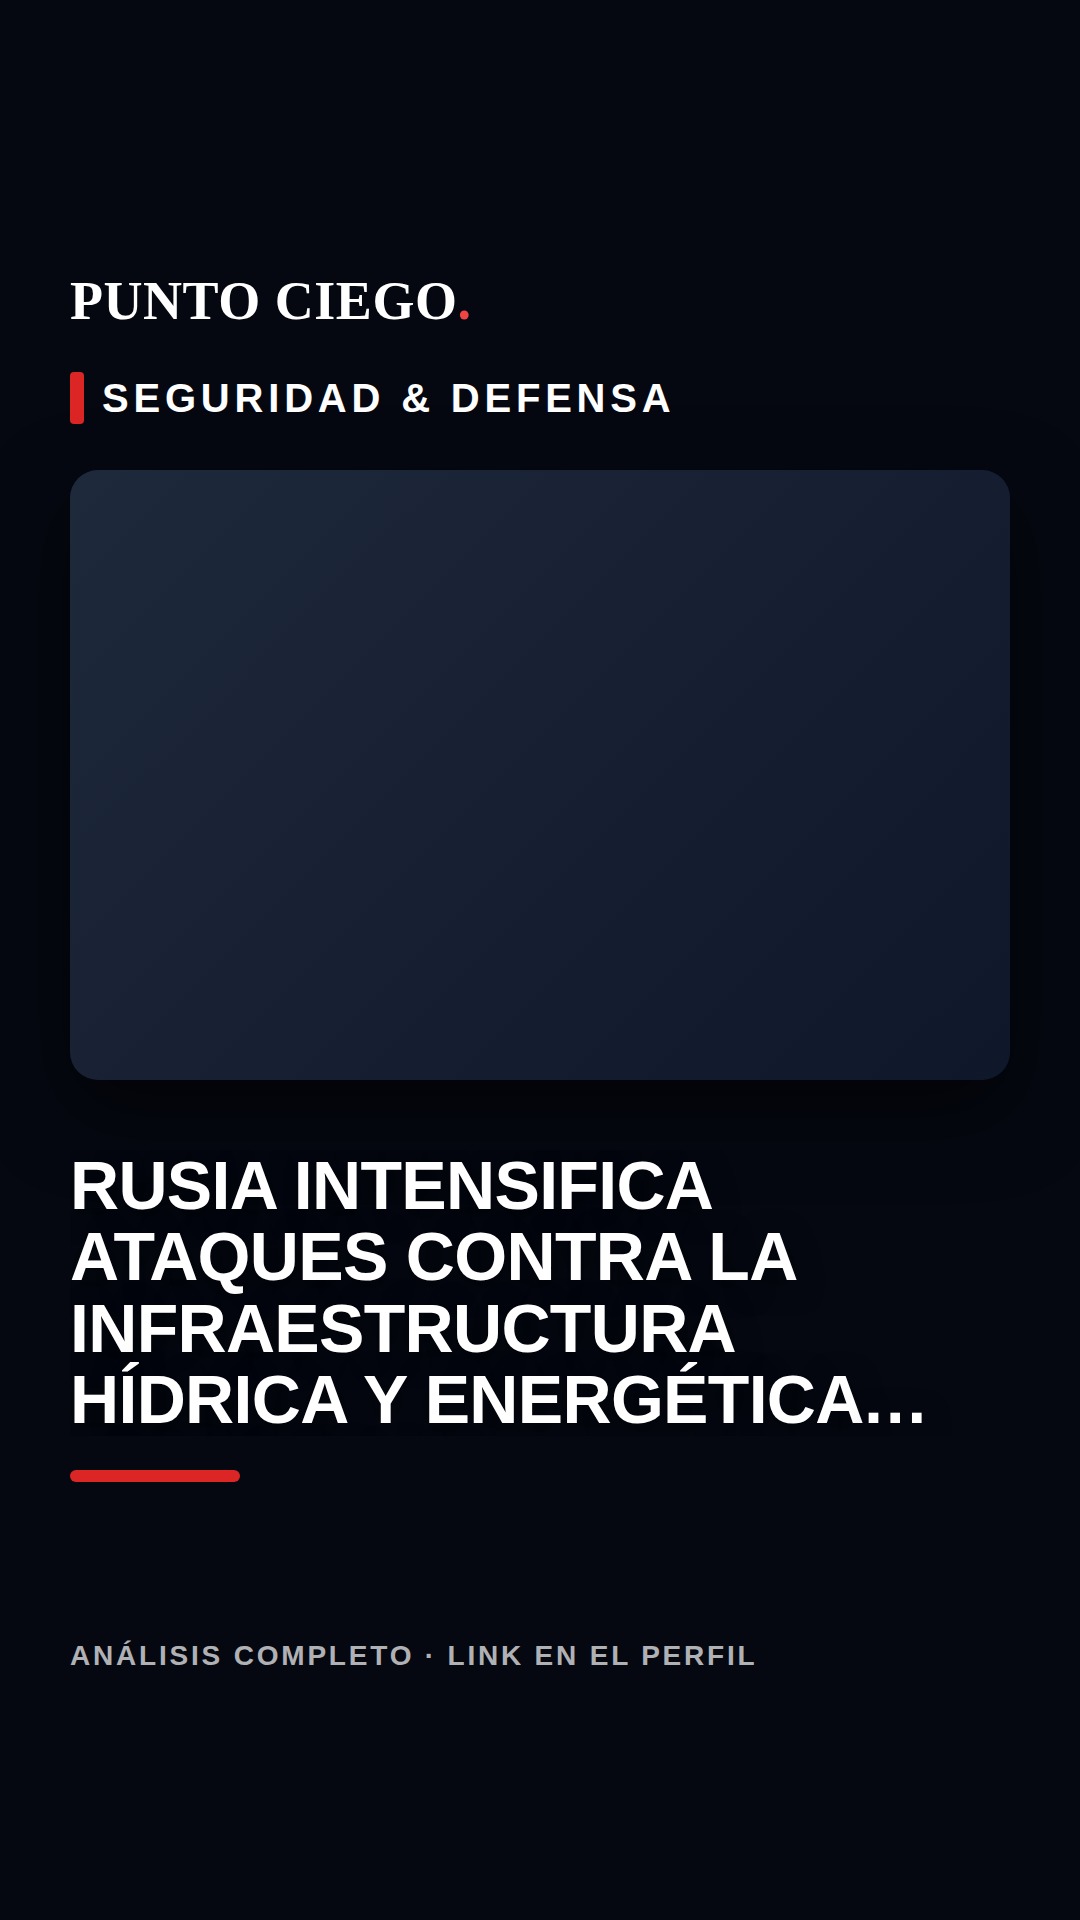 PUNTO CIEGO.
SEGURIDAD & DEFENSA
RUSIA INTENSIFICA
ATAQUES CONTRA LA
INFRAESTRUCTURA
HÍDRICA Y ENERGÉTICA…
ANÁLISIS COMPLETO · LINK EN EL PERFIL